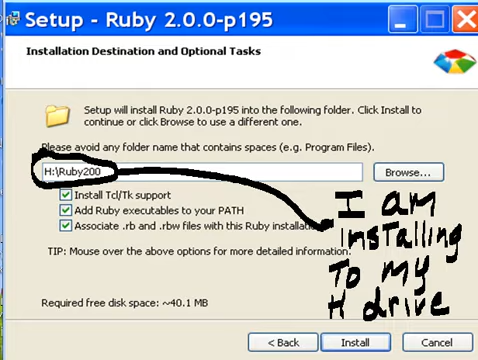 Setup - Ruby 2.0.0-p195
Installation Destination and Optional Tasks
Setup will install Ruby 2.0.0-p195 into the following folder. Click Install to
continue or click Browse to use a different one.
Please avoid any folder name that contains spaces (e.g. Program Files).
H:\Ruby200
Browse...
Install Tcl/Tk support
Add Ruby executables to your PATH
Associate .rb and .rbw files with this Ruby
I am
installing
To my
H drive
TIP: Mouse over the above options for more detailed information.
Required free disk space: ~40.1 MB
< Back
Install
Cancel